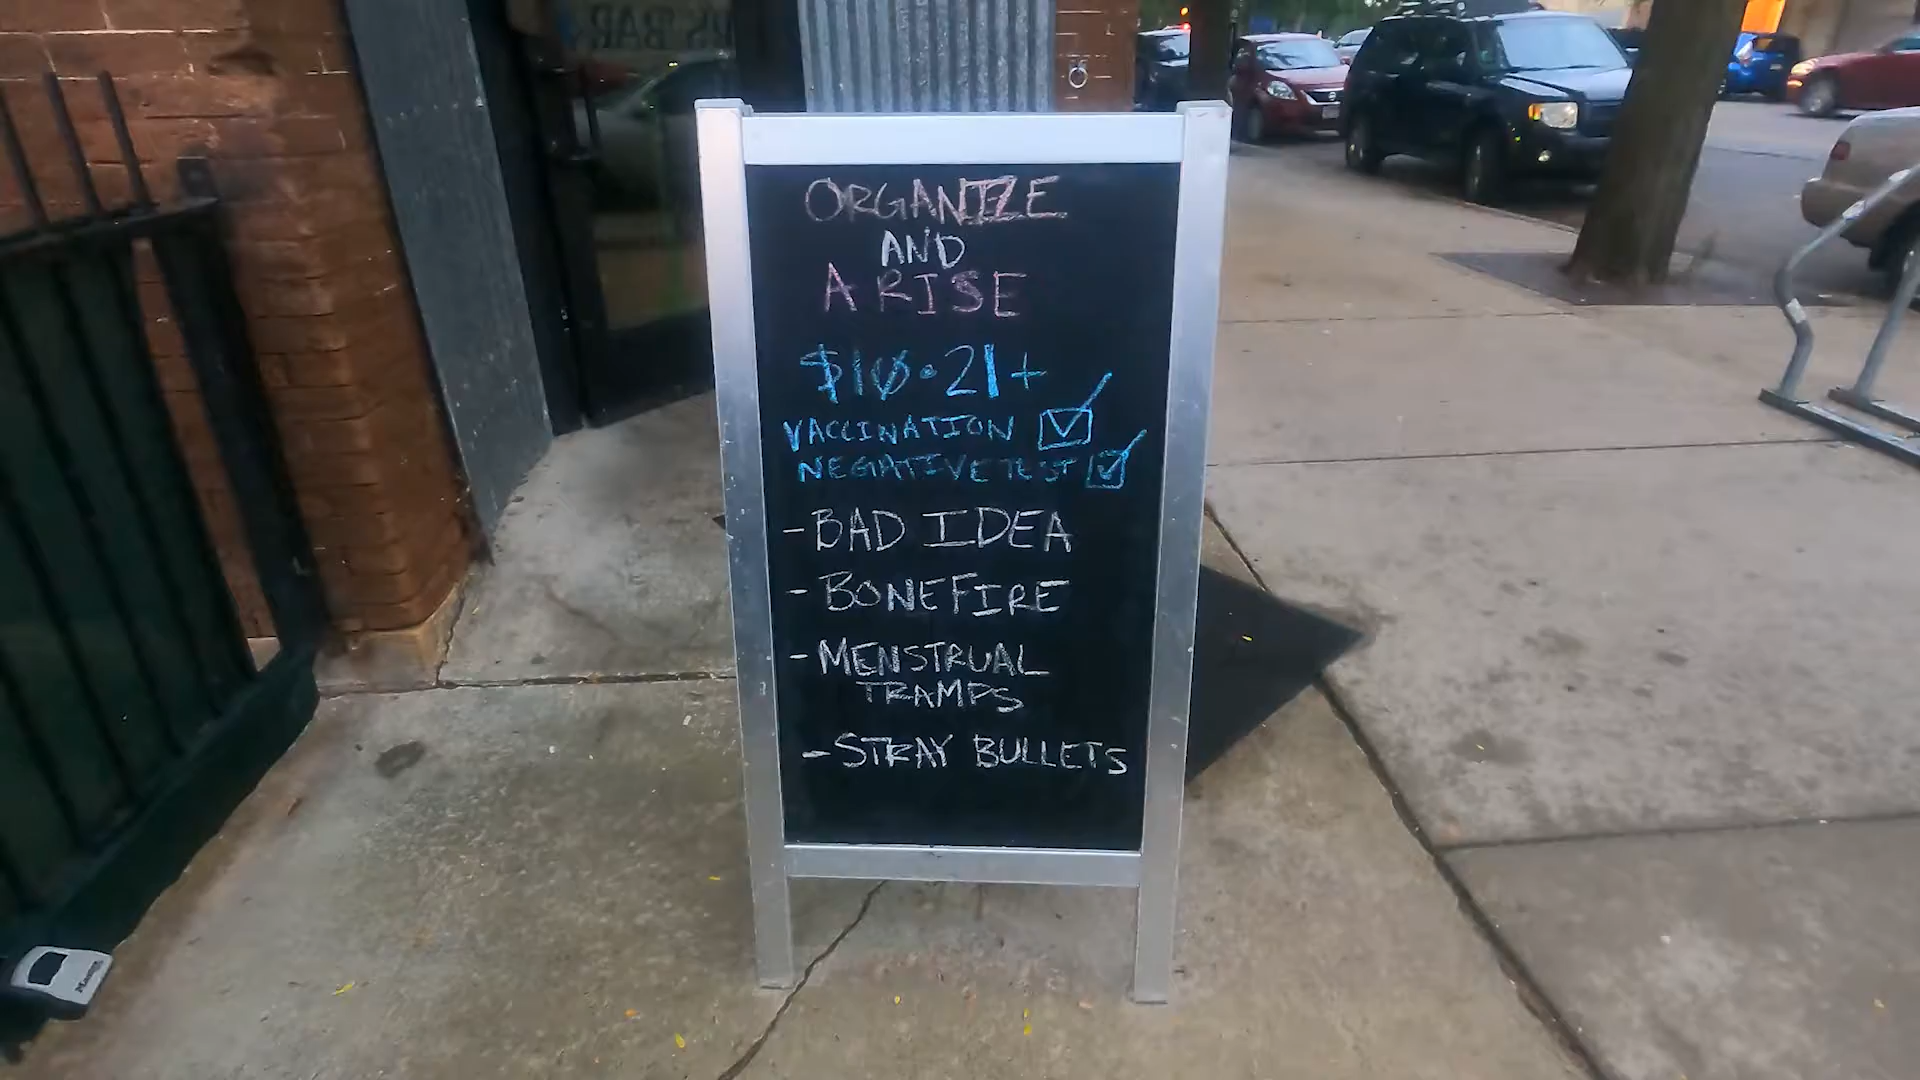 ORGANIZE
AND
ARISE
$10•21+
VACCINATION
NEGATIVE TEST
-BAD IDEA
-BONEFIRE
-MENSTRUAL
TRAMPS
-STRAY BULLETS